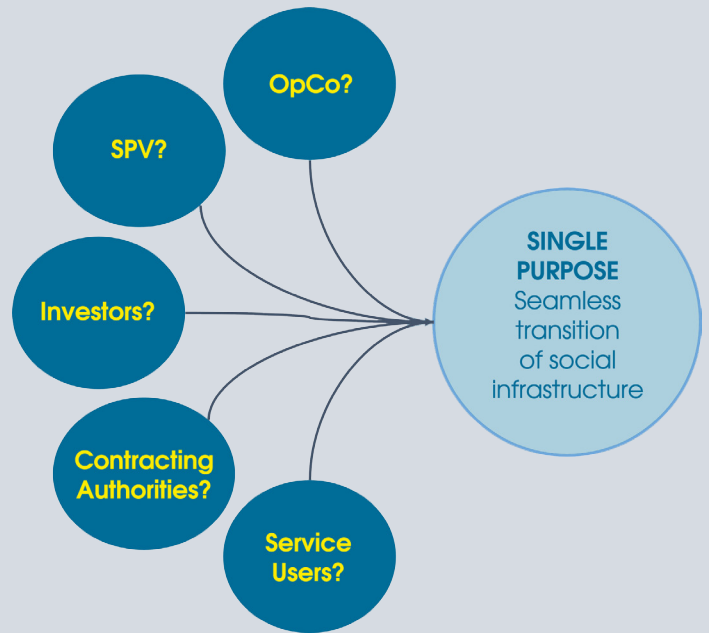 OpCo?
SPV?
Investors?
Contracting
Authorities?
Service
Users?
SINGLE
PURPOSE
Seamless
transition
of social
infrastructure